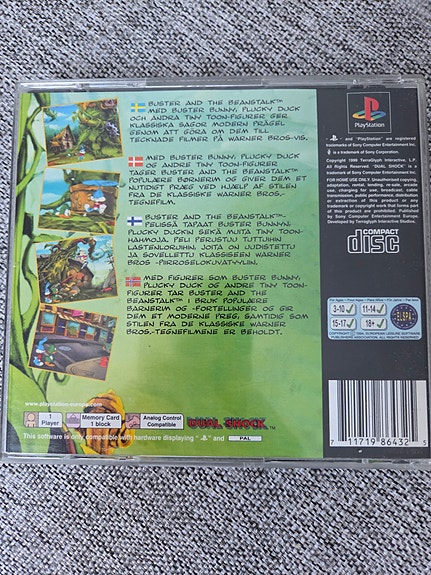 BUSTER AND THE BEANSTALK™
MED BUSTER BUNNY, PLUCKY DUCK
OCH ANDRA TINY TOON-FIGURER GER
KLASSISKA SAGOR MODERN PRÄGEL
GENOM ATT GÖRA OM DEM TILL
TECKNADE FILMER PÅ WARNER BROS-VIS.
MED BUSTER BUNNY, PLUCKY DUCK
OG ANDRE TINY TOON-FIGURER
TAGER BUSTER AND THE BEANSTALK™
POPULÆRE BØRNERIM OG GIVER DEM ET
NUTIDIGT PRÆG VED HJÆLP AF STILEN
FRA DE KLASSISKE WARNER BROS.-
TEGNEFILM.
BUSTER AND THE BEANSTALK™-
PELISSÄ TAPAAT BUSTER BUNNYN,
PLUCKY DUCKIN SEKÄ MUITA TINY TOON-
HAHMOJA. PELI PERUSTUU TUTTUIHIN
LASTENLORUIHIN, JOITA ON UUDISTETTU
JA SOVELLETTU KLASSISEEN WARNER
BROS -PIIRROSELOKUVATYYLIIN.
MED FIGURER SOM BUSTER BUNNY,
PLUCKY DUCK OG ANDRE TINY TOON-
FIGURER TAR BUSTER AND THE
BEANSTALK™ I BRUK POPULÆRE
BARNERIM OG -FORTELLINGER OG GIR
DEM ET MODERNE PREG, SAMTIDIG SOM
STILEN FRA DE KLASSISKE WARNER
BROS.-TEGNEFILMENE ER BEHOLDT.
www.playstation-europe.com
1
Player
Memory Card
1 block
Analog Control
Compatible
DUAL SHOCK™
This software is only compatible with hardware displaying " " and PAL
PlayStation
" " and "PlayStation" are registered
trademarks of Sony Computer Entertainment Inc.
" " is a trademark of Sony Corporation.
Copyright 1999 TerraGlyph Interactive, L.P.
All Rights Reserved. "DUAL SHOCK" is a
trademark of Sony Computer Entertainment Inc.
FOR HOME USE ONLY. Unauthorised copying,
adaptation, rental, lending, re-sale, arcade
use, charging for use, broadcast, cable
transmission, public performance, distribution
or extraction of this product or any
trademark or copyright work that forms part
of this product are prohibited.
Published by Sony Computer Entertainment Europe.
Developed by Terraglyph Interactive Studios.
COMPACT
disc
3-10
11-14
15-17
18+
ELSPA
7 11719 86432 5